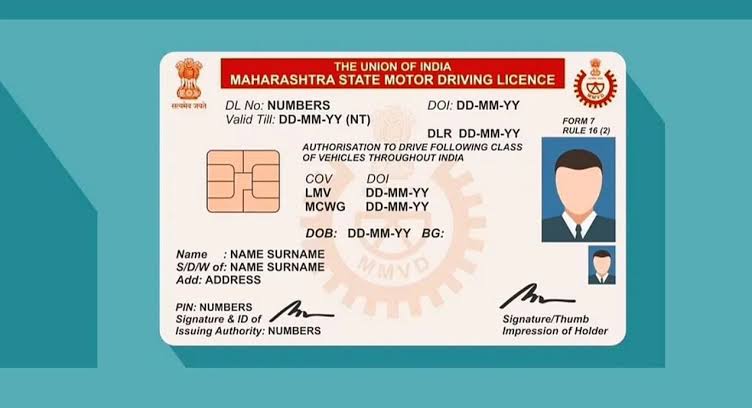 THE UNION OF INDIA
MAHARASHTRA STATE MOTOR DRIVING LICENCE
सत्यमेव जयते
MMVD
DL No: NUMBERS DOI: DD-MM-YY
Valid Till: DD-MM-YY (NT)
FORM 7
RULE 16 (2)
DLR DD-MM-YY
AUTHORISATION TO DRIVE FOLLOWING CLASS
OF VEHICLES THROUGHOUT INDIA
COV DOI
LMV DD-MM-YY
MCWG DD-MM-YY
DOB: DD-MM-YY BG:
MMVD
Name : NAME SURNAME
S/D/W of: NAME SURNAME
Add: ADDRESS
PIN: NUMBERS
Signature & ID of
Issuing Authority: NUMBERS
Signature/Thumb
Impression of Holder